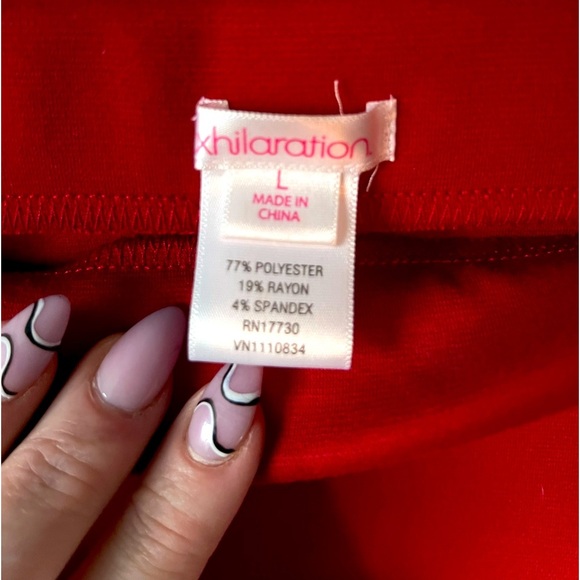 xhilaration
L
MADE IN
CHINA
77% POLYESTER
19% RAYON
4% SPANDEX
RN17730
VN1110834